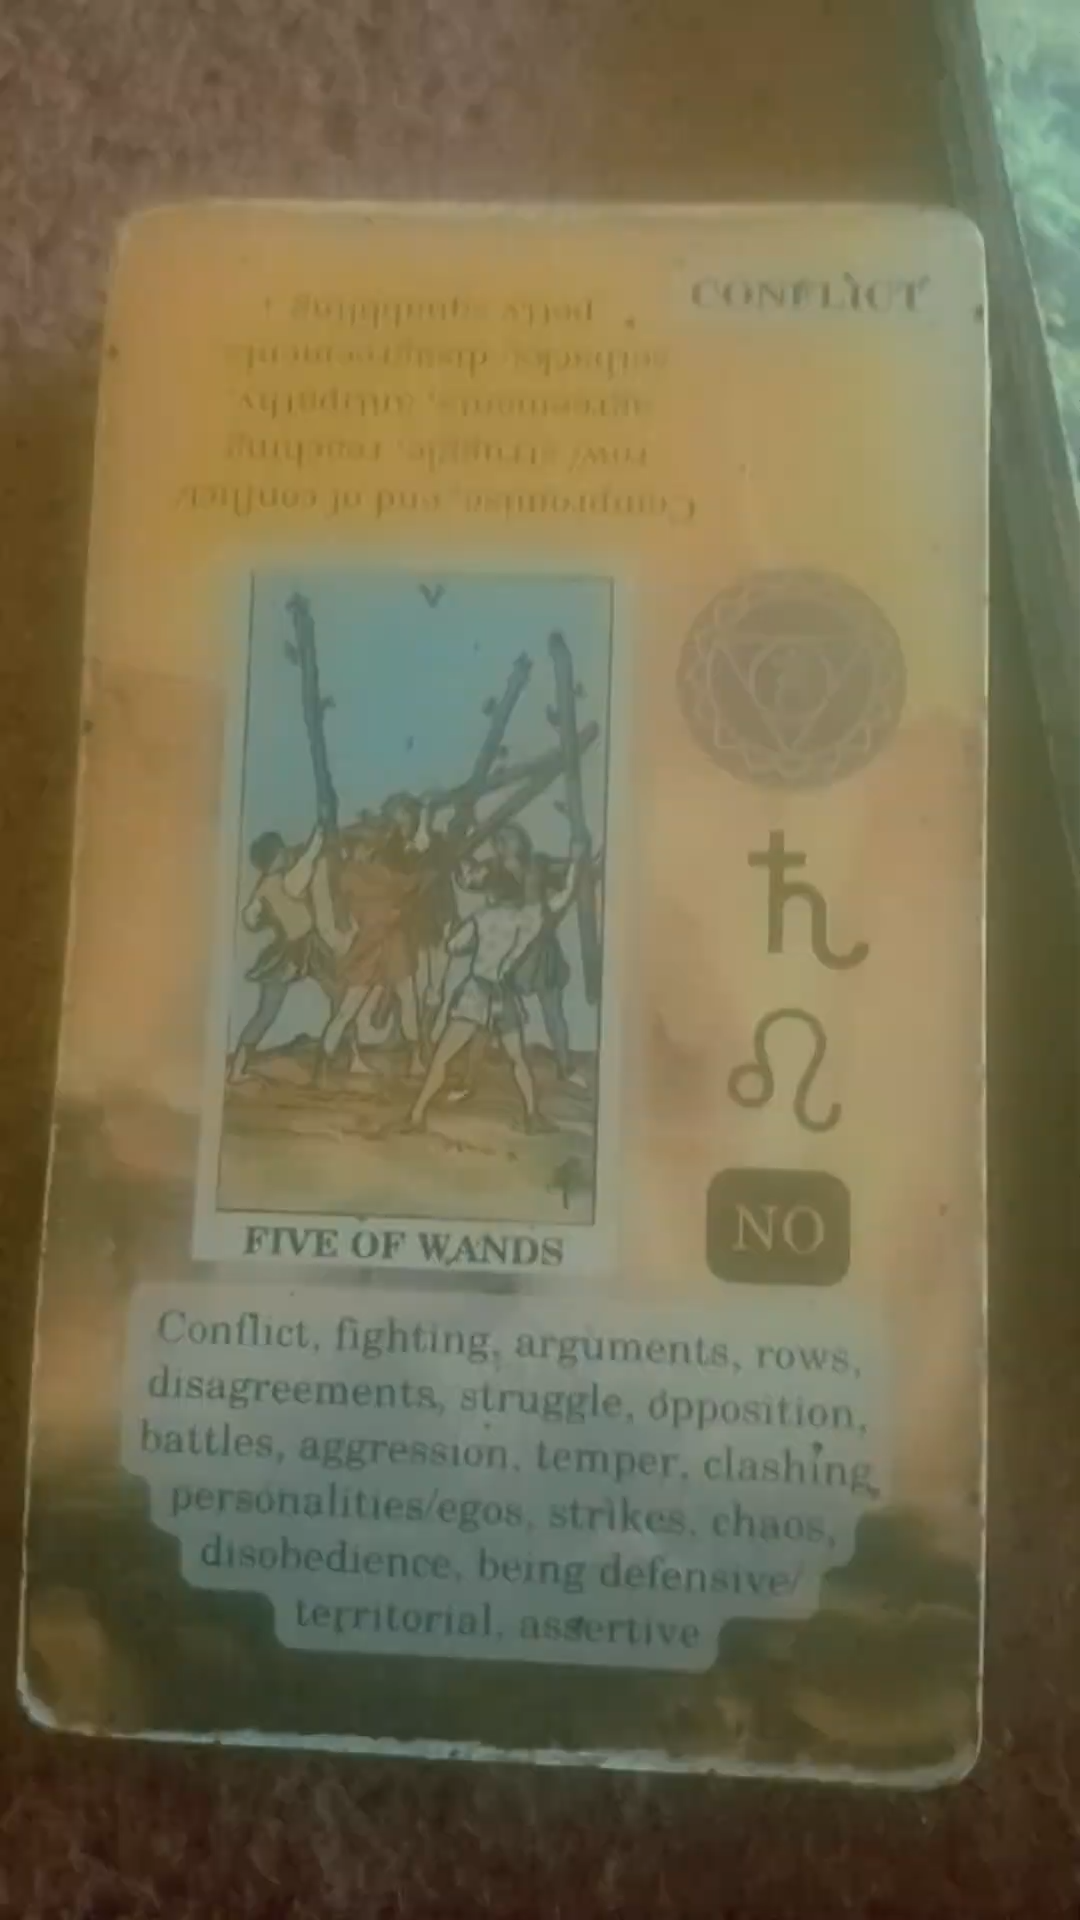 CONFLICT
Compromise, end of conflict/
row/ struggle, reaching
agreements, antipathy,
setbacks, disagreements
petty squabbling
V
FIVE OF WANDS
NO
Conflict, fighting, arguments, rows,
disagreements, struggle, opposition,
battles, aggression, temper, clashing
personalities/egos, strikes, chaos,
disobedience, being defensive/
territorial, assertive